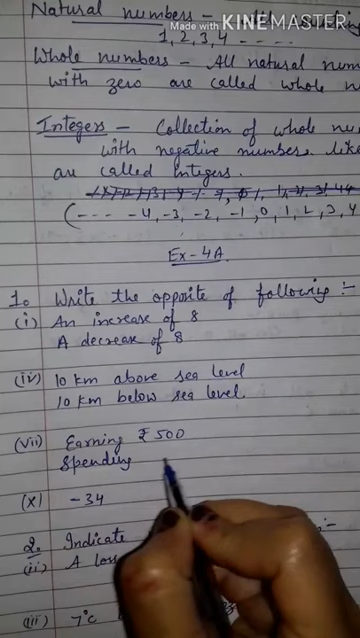 Made with KINEMASTER
Natural numbers -
1, 2, 3, 4 - - - - .
Whole numbers - All natural num
with zero are called whole n
Integers - Collection of whole nu
with negative numbers like
are called Integers.
( - - - - -4, -3, -2, -1, 0, 1, 2, 3, 4
Ex - 4A.
1. Write the opposite of following :-
(i) An increase of 8
A decrease of 8
(iv) 10 km above sea level
10 km below sea level.
(vii) Earning ₹ 500
Spending
(x) -34
2. Indicate
(ii) A loss
(iii) 7°C